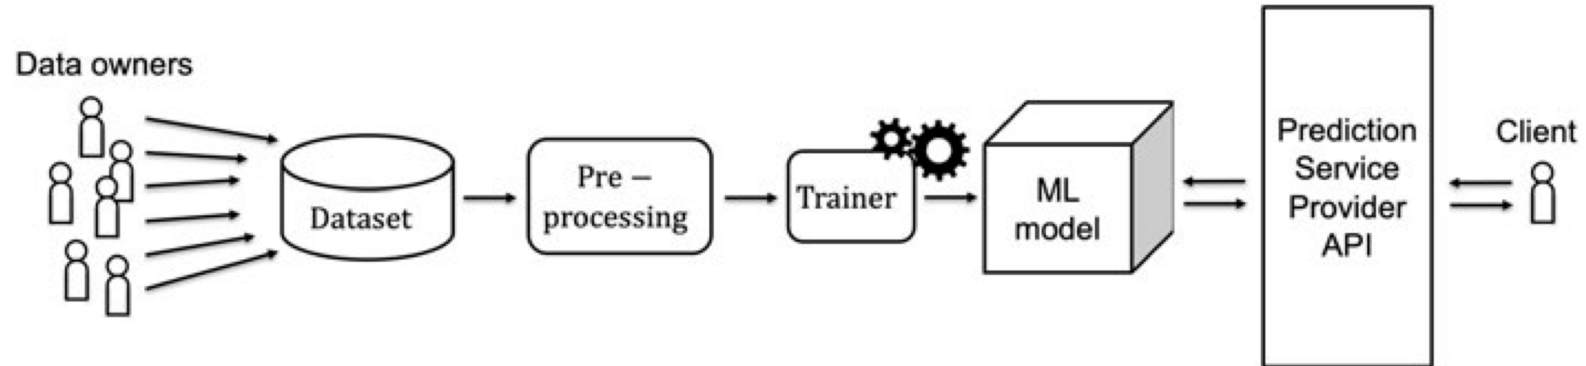 Data owners
Dataset
Pre –
processing
Trainer
ML
model
Prediction
Service
Provider
API
Client